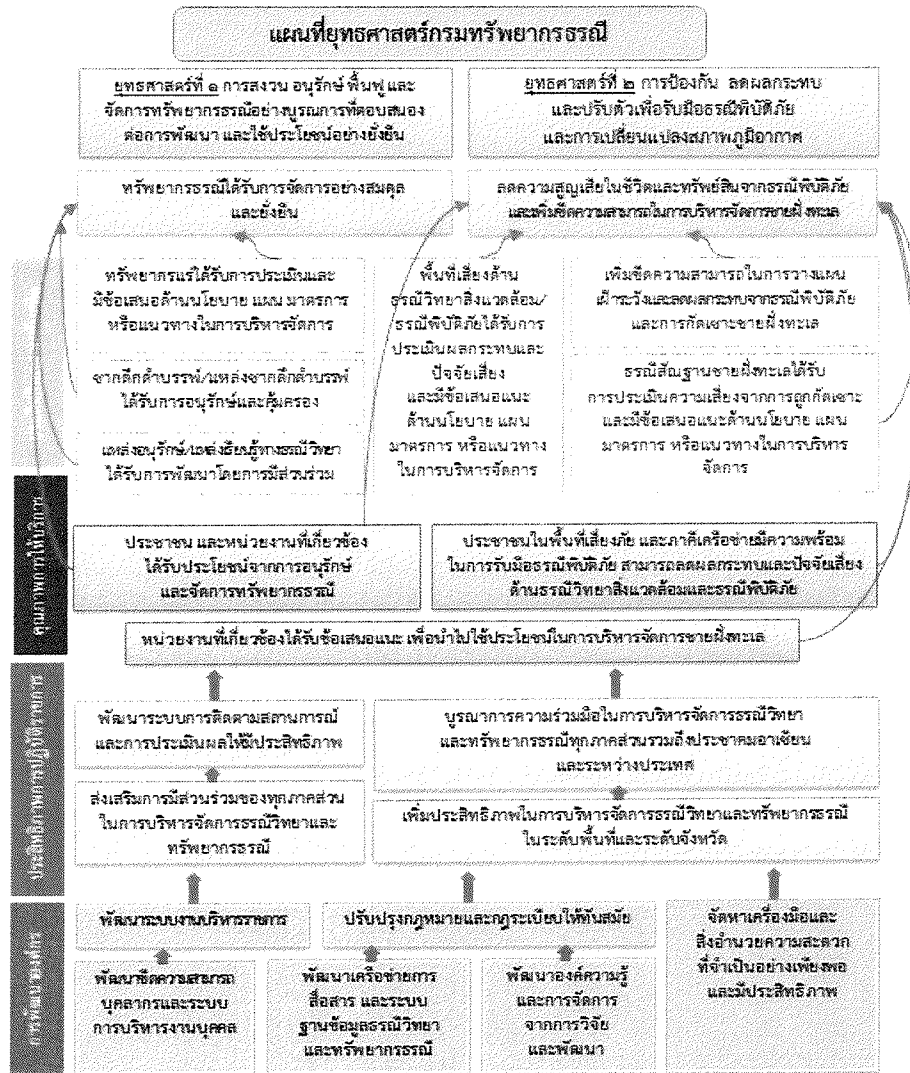 แผนที่ยุทธศาสตร์กรมทรัพยากรธรณี
ยุทธศาสตร์ที่ ๑ การสงวน อนุรักษ์ ฟื้นฟู และ
จัดการทรัพยากรธรณีอย่างบูรณการที่ตอบสนอง
ต่อการพัฒนา และใช้ประโยชน์อย่างยั่งยืน
ยุทธศาสตร์ที่ ๒ การป้องกัน ลดผลกระทบ
และปรับตัวเพื่อรับมือธรณีพิบัติภัย
และการเปลี่ยนแปลงสภาพภูมิอากาศ
ทรัพยากรธรณีได้รับการจัดการอย่างสมดุล
และยั่งยืน
ลดความสูญเสียในชีวิตและทรัพย์สินจากธรณีพิบัติภัย
และเพิ่มขีดความสามารถในการบริหารจัดการชายฝั่งทะเล
ทรัพยากรแร่ได้รับการประเมินและ
มีข้อเสนอด้านนโยบาย แผน มาตรการ
หรือแนวทางในการบริหารจัดการ
ซากดึกดำบรรพ์/แหล่งซากดึกดำบรรพ์
ได้รับการอนุรักษ์และคุ้มครอง
แหล่งอนุรักษ์/แหล่งเรียนรู้ทางธรณีวิทยา
ได้รับการพัฒนาโดยการมีส่วนร่วม
พื้นที่เสี่ยงด้าน
ธรณีวิทยาสิ่งแวดล้อม/
ธรณีพิบัติภัยได้รับการ
ประเมินผลกระทบและ
ปัจจัยเสี่ยง
และมีข้อเสนอแนะ
ด้านนโยบาย แผน
มาตรการ หรือแนวทาง
ในการบริหารจัดการ
เพิ่มขีดความสามารถในการวางแผน
เฝ้าระวังและลดผลกระทบจากธรณีพิบัติภัย
และการกัดเซาะชายฝั่งทะเล
ธรณีสัณฐานชายฝั่งทะเลได้รับ
การประเมินความเสี่ยงจากการถูกกัดเซาะ
และมีข้อเสนอแนะด้านนโยบาย แผน
มาตรการ หรือแนวทางในการบริหาร
จัดการ
คุณภาพการให้บริการ
ประชาชน และหน่วยงานที่เกี่ยวข้อง
ได้รับประโยชน์จากการอนุรักษ์
และจัดการทรัพยากรธรณี
ประชาชนในพื้นที่เสี่ยงภัย และภาคีเครือข่ายมีความพร้อม
ในการรับมือธรณีพิบัติภัย สามารถลดผลกระทบและปัจจัยเสี่ยง
ด้านธรณีวิทยาสิ่งแวดล้อมและธรณีพิบัติภัย
หน่วยงานที่เกี่ยวข้องได้รับข้อเสนอแนะ เพื่อนำไปใช้ประโยชน์ในการบริหารจัดการชายฝั่งทะเล
ประสิทธิภาพการปฏิบัติราชการ
พัฒนาระบบการติดตามสถานการณ์
และการประเมินผลให้มีประสิทธิภาพ
บูรณาการความร่วมมือในการบริหารจัดการธรณีวิทยา
และทรัพยากรธรณีทุกภาคส่วนรวมถึงประชาคมอาเซียน
และระหว่างประเทศ
ส่งเสริมการมีส่วนร่วมของทุกภาคส่วน
ในการบริหารจัดการธรณีวิทยาและ
ทรัพยากรธรณี
เพิ่มประสิทธิภาพในการบริหารจัดการธรณีวิทยาและทรัพยากรธรณี
ในระดับพื้นที่และระดับจังหวัด
การพัฒนาองค์กร
พัฒนาระบบงานบริหารราชการ
ปรับปรุงกฎหมายและกฎระเบียบให้ทันสมัย
จัดหาเครื่องมือและ
สิ่งอำนวยความสะดวก
ที่จำเป็นอย่างเพียงพอ
และมีประสิทธิภาพ
พัฒนาขีดความสามารถ
บุคลากรและระบบ
การบริหารงานบุคคล
พัฒนาเครือข่ายการ
สื่อสาร และระบบ
ฐานข้อมูลธรณีวิทยา
และทรัพยากรธรณี
พัฒนาองค์ความรู้
และการจัดการ
จากการวิจัย
และพัฒนา